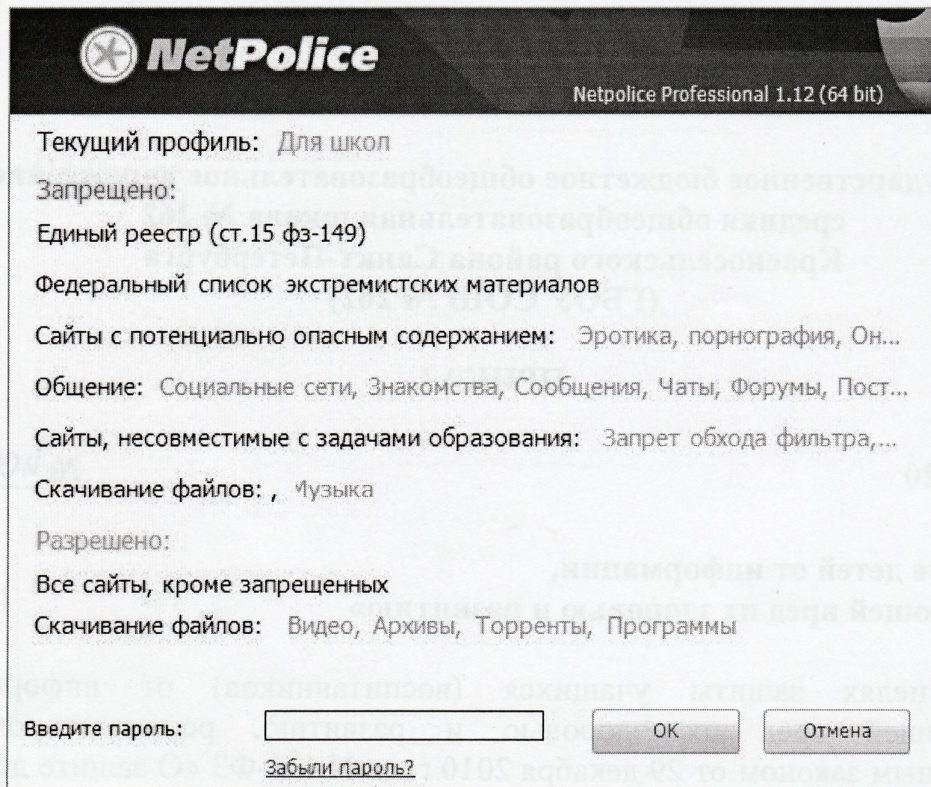 NetPolice
Netpolice Professional 1.12 (64 bit)
Текущий профиль: Для школ
Запрещено:
Единый реестр (ст.15 фз-149)
Федеральный список экстремистских материалов
Сайты с потенциально опасным содержанием: Эротика, порнография, Он...
Общение: Социальные сети, Знакомства, Сообщения, Чаты, Форумы, Пост...
Сайты, несовместимые с задачами образования: Запрет обхода фильтра,...
Скачивание файлов: , Музыка
Разрешено:
Все сайты, кроме запрещенных
Скачивание файлов: Видео, Архивы, Торренты, Программы
Введите пароль: ОК Отмена
Забыли пароль?